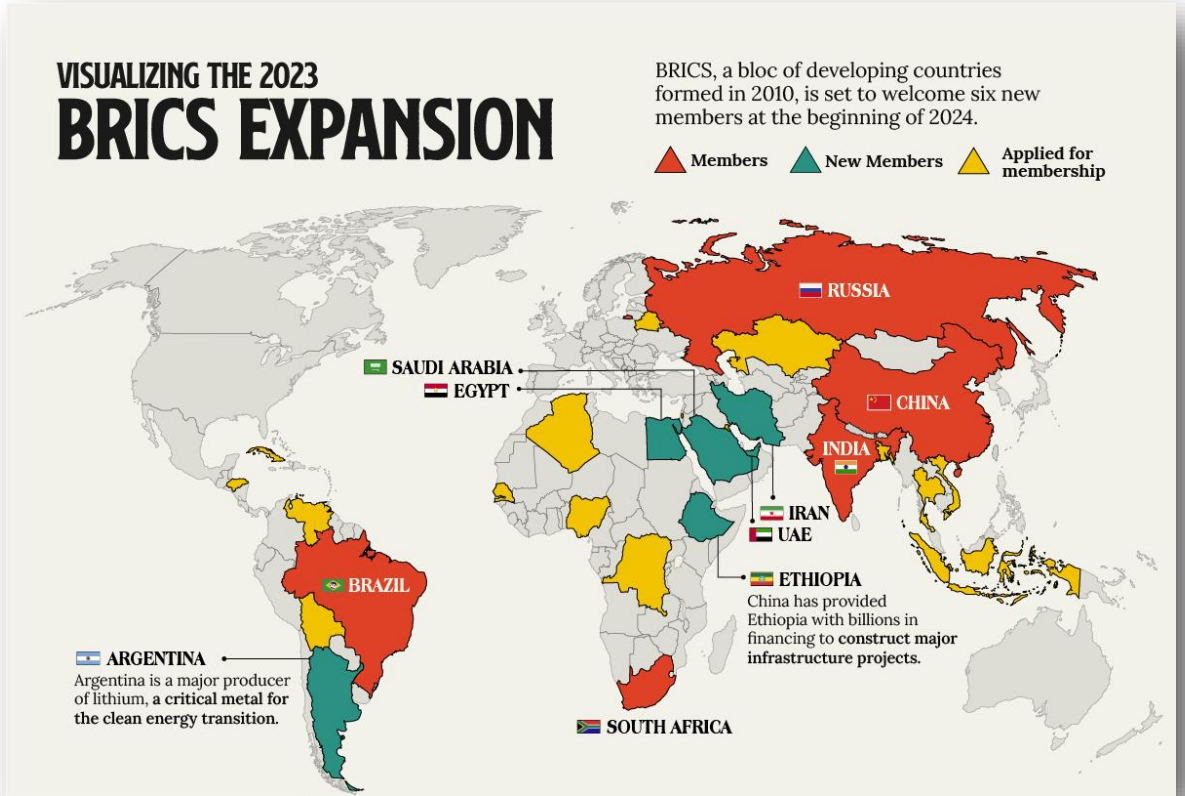 VISUALIZING THE 2023
BRICS EXPANSION
BRICS, a bloc of developing countries
formed in 2010, is set to welcome six new
members at the beginning of 2024.
Members
New Members
Applied for
membership
RUSSIA
SAUDI ARABIA
EGYPT
CHINA
INDIA
IRAN
UAE
BRAZIL
ETHIOPIA
China has provided
Ethiopia with billions in
financing to construct major
infrastructure projects.
ARGENTINA
Argentina is a major producer
of lithium, a critical metal for
the clean energy transition.
SOUTH AFRICA